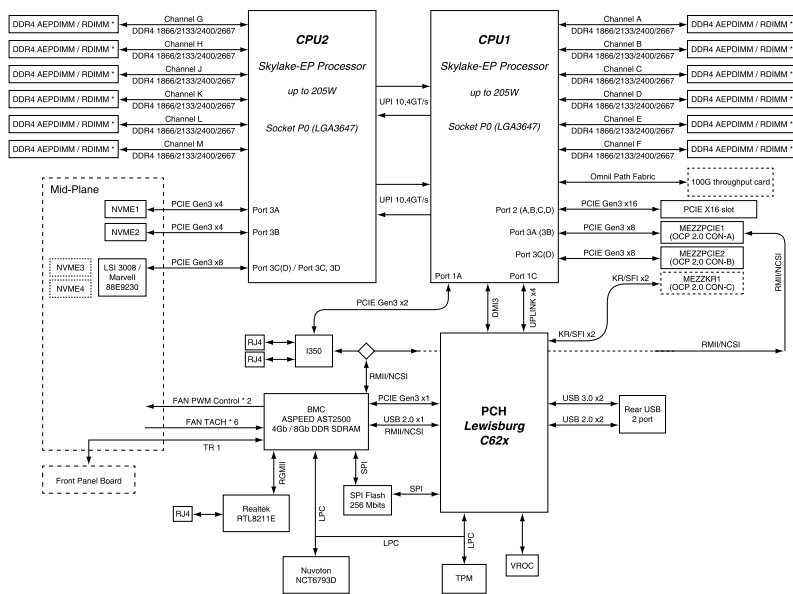 DDR4 AEPDIMM / RDIMM *
Channel G
DDR4 1866/2133/2400/2667
DDR4 AEPDIMM / RDIMM *
Channel H
DDR4 1866/2133/2400/2667
DDR4 AEPDIMM / RDIMM *
Channel J
DDR4 1866/2133/2400/2667
DDR4 AEPDIMM / RDIMM *
Channel K
DDR4 1866/2133/2400/2667
DDR4 AEPDIMM / RDIMM *
Channel L
DDR4 1866/2133/2400/2667
DDR4 AEPDIMM / RDIMM *
Channel M
DDR4 1866/2133/2400/2667
CPU2
Skylake-EP Processor
up to 205W
Socket P0 (LGA3647)
UPI 10,4GT/s
UPI 10,4GT/s
CPU1
Skylake-EP Processor
up to 205W
Socket P0 (LGA3647)
Channel A
DDR4 1866/2133/2400/2667
DDR4 AEPDIMM / RDIMM *
Channel B
DDR4 1866/2133/2400/2667
DDR4 AEPDIMM / RDIMM *
Channel C
DDR4 1866/2133/2400/2667
DDR4 AEPDIMM / RDIMM *
Channel D
DDR4 1866/2133/2400/2667
DDR4 AEPDIMM / RDIMM *
Channel E
DDR4 1866/2133/2400/2667
DDR4 AEPDIMM / RDIMM *
Channel F
DDR4 1866/2133/2400/2667
DDR4 AEPDIMM / RDIMM *
Omnil Path Fabric
100G throughput card
Mid-Plane
NVME1
PCIE Gen3 x4
Port 3A
NVME2
PCIE Gen3 x4
Port 3B
NVME3
NVME4
LSI 3008 /
Marvell
88E9230
PCIE Gen3 x8
Port 3C(D) / Port 3C, 3D
Port 2 (A,B,C,D)
PCIE Gen3 x16
PCIE X16 slot
Port 3A (3B)
PCIE Gen3 x8
MEZZPCIE1
(OCP 2.0 CON-A)
Port 3C(D)
PCIE Gen3 x8
MEZZPCIE2
(OCP 2.0 CON-B)
Port 1A
Port 1C
KR/SFI x2
MEZZKR1
(OCP 2.0 CON-C)
RMII/NCSI
PCIE Gen3 x2
DMI3
UPLINK x4
KR/SFI x2
RJ4
RJ4
I350
RMII/NCSI
RMII/NCSI
FAN PWM Control * 2
FAN TACH * 6
TR 1
Front Panel Board
BMC
ASPEED AST2500
4Gb / 8Gb DDR SDRAM
PCIE Gen3 x1
USB 2.0 x1
RMII/NCSI
PCH
Lewisburg
C62x
USB 3.0 x2
USB 2.0 x2
Rear USB
2 port
RGMIII
SPI
SPI
SPI Flash
256 Mbits
RJ4
Realtek
RTL8211E
LPC
LPC
LPC
Nuvoton
NCT6793D
TPM
VROC